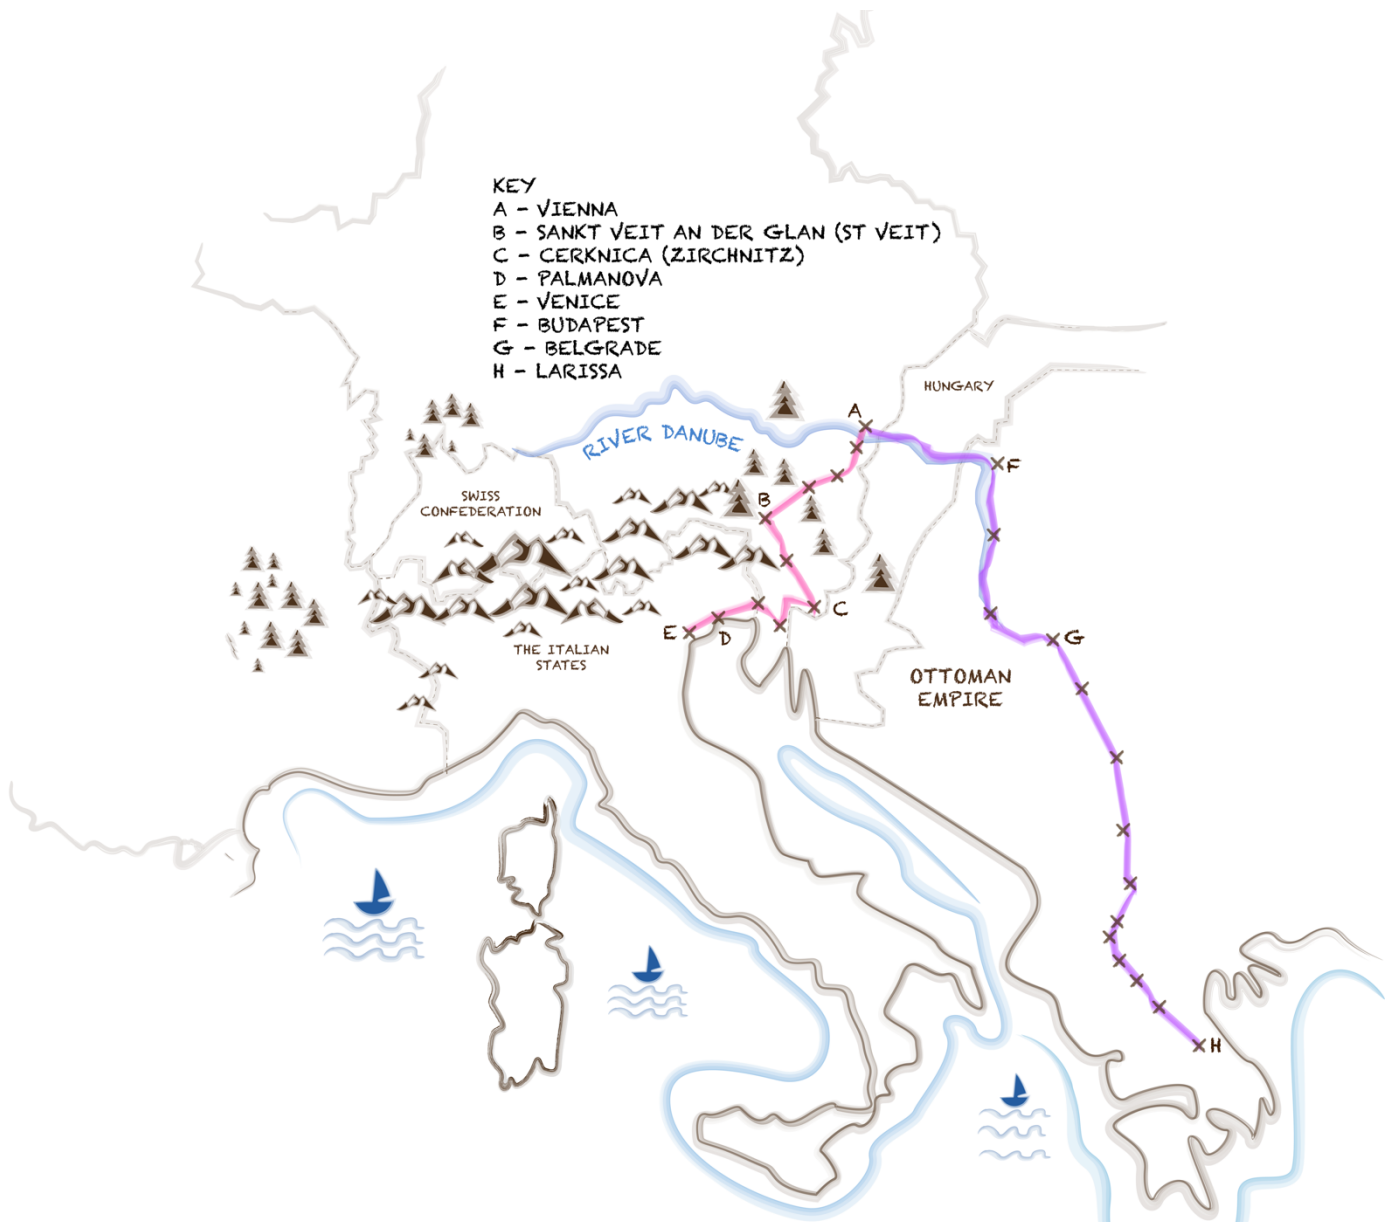 KEY
A - VIENNA
B - SANKT VEIT AN DER GLAN (ST VEIT)
C - CERKNICA (ZIRCHNITZ)
D - PALMANOVA
E - VENICE
F - BUDAPEST
G - BELGRADE
H - LARISSA
HUNGARY
A
RIVER DANUBE
F
SWISS
CONFEDERATION
B
C
E
D
G
THE ITALIAN
STATES
OTTOMAN
EMPIRE
H